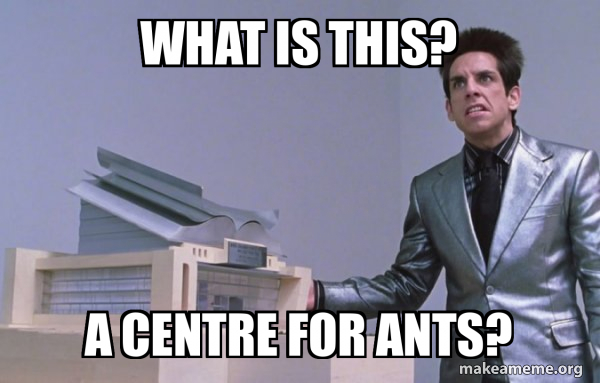 WHAT IS THIS?
A CENTRE FOR ANTS?
makeameme.org